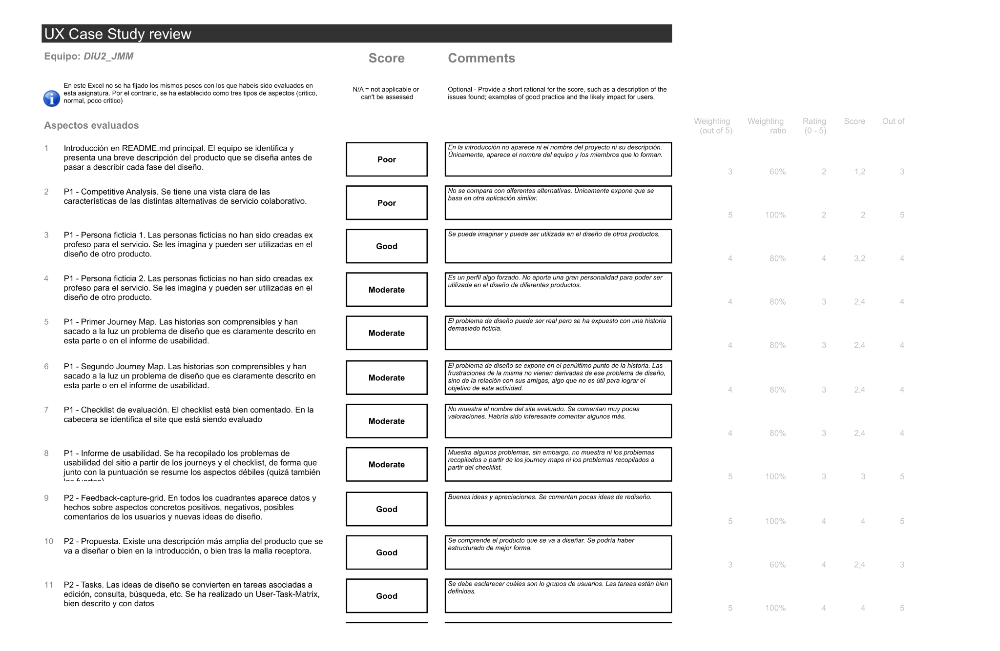 UX Case Study review
Equipo: DIU2_JMM
Score
Comments
En este Excel no se ha fijado los mismos pesos con los que habeis sido evaluados en
esta asignatura. Por el contrario, se ha establecido como tres tipos de aspectos (critico,
normal, poco critico)
N/A = not applicable or
can't be assessed
Optional - Provide a short rational for the score, such as a description of the
issues found; examples of good practice and the likely impact for users.
Aspectos evaluados
Weighting (out of 5)
Weighting ratio
Rating (0 - 5)
Score
Out of
1 Introducción en README.md principal. El equipo se identifica y
presenta una breve descripción del producto que se diseña antes de
pasar a describir cada fase del diseño.
Poor
En la introducción no aparece ni el nombre del proyecto ni su descripción.
Únicamente, aparece el nombre del equipo y los miembros que lo forman.
3 60% 2 1,2 3
2 P1 - Competitive Analysis. Se tiene una vista clara de las
características de las distintas alternativas de servicio colaborativo.
Poor
No se compara con diferentes alternativas. Únicamente expone que se
basa en otra aplicación similar.
5 100% 2 2 5
3 P1 - Persona ficticia 1. Las personas ficticias no han sido creadas ex
profeso para el servicio. Se les imagina y pueden ser utilizadas en el
diseño de otro producto.
Good
Se puede imaginar y puede ser utilizada en el diseño de otros productos.
4 80% 4 3,2 4
4 P1 - Persona ficticia 2. Las personas ficticias no han sido creadas ex
profeso para el servicio. Se les imagina y pueden ser utilizadas en el
diseño de otro producto.
Moderate
Es un perfil algo forzado. No aporta una gran personalidad para poder ser
utilizada en el diseño de diferentes productos.
4 80% 3 2,4 4
5 P1 - Primer Journey Map. Las historias son comprensibles y han
sacado a la luz un problema de diseño que es claramente descrito en
esta parte o en el informe de usabilidad.
Moderate
El problema de diseño puede ser real pero se ha expuesto con una historia
demasiado ficticia.
4 80% 3 2,4 4
6 P1 - Segundo Journey Map. Las historias son comprensibles y han
sacado a la luz un problema de diseño que es claramente descrito en
esta parte o en el informe de usabilidad.
Moderate
El problema de diseño se expone en el penúltimo punto de la historia. Las
frustraciones de la misma no vienen derivadas de ese problema de diseño,
sino de la relación con sus amigas, algo que no es útil para lograr el
objetivo de esta actividad.
4 80% 3 2,4 4
7 P1 - Checklist de evaluación. El checklist está bien comentado. En la
cabecera se identifica el site que está siendo evaluado
Moderate
No muestra el nombre del site evaluado. Se comentan muy pocas
valoraciones. Habría sido interesante comentar algunos más.
4 80% 3 2,4 4
8 P1 - Informe de usabilidad. Se ha recopilado los problemas de
usabilidad del sitio a partir de los journeys y el checklist, de forma que
junto con la puntuación se resume los aspectos débiles (quizá también
los fuertes)
Moderate
Muestra algunos problemas, sin embargo, no muestra ni los problemas
recopilados a partir de los journey maps ni los problemas recopilados a
partir del checklist.
5 100% 3 3 5
9 P2 - Feedback-capture-grid. En todos los cuadrantes aparece datos y
hechos sobre aspectos concretos positivos, negativos, posibles
comentarios de los usuarios y nuevas ideas de diseño.
Good
Buenas ideas y apreciaciones. Se comentan pocas ideas de rediseño.
5 100% 4 4 5
10 P2 - Propuesta. Existe una descripción más amplia del producto que se
va a diseñar o bien en la introducción, o bien tras la malla receptora.
Good
Se comprende el producto que se va a diseñar. Se podría haber
estructurado de mejor forma.
3 60% 4 2,4 3
11 P2 - Tasks. Las ideas de diseño se convierten en tareas asociadas a
edición, consulta, búsqueda, etc. Se ha realizado un User-Task-Matrix,
bien descrito y con datos
Good
Se debe esclarecer cuáles son lo grupos de usuarios. Las tareas están bien
definidas.
5 100% 4 4 5